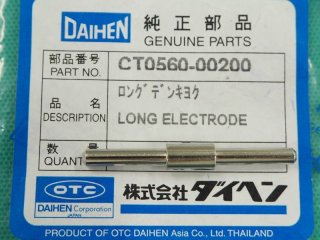 DAIHEN 純正部品
GENUINE PARTS
部品番号
PART NO.
CT0560-00200
ロングデンキヨク
品名
DESCRIPTION
LONG ELECTRODE
数
QUANT
OTC
DAIHEN Corporation
JAPAN
株式会社ダイヘン
PRODUCT OF OTC DAIHEN Asia Co., Ltd. THAILAND